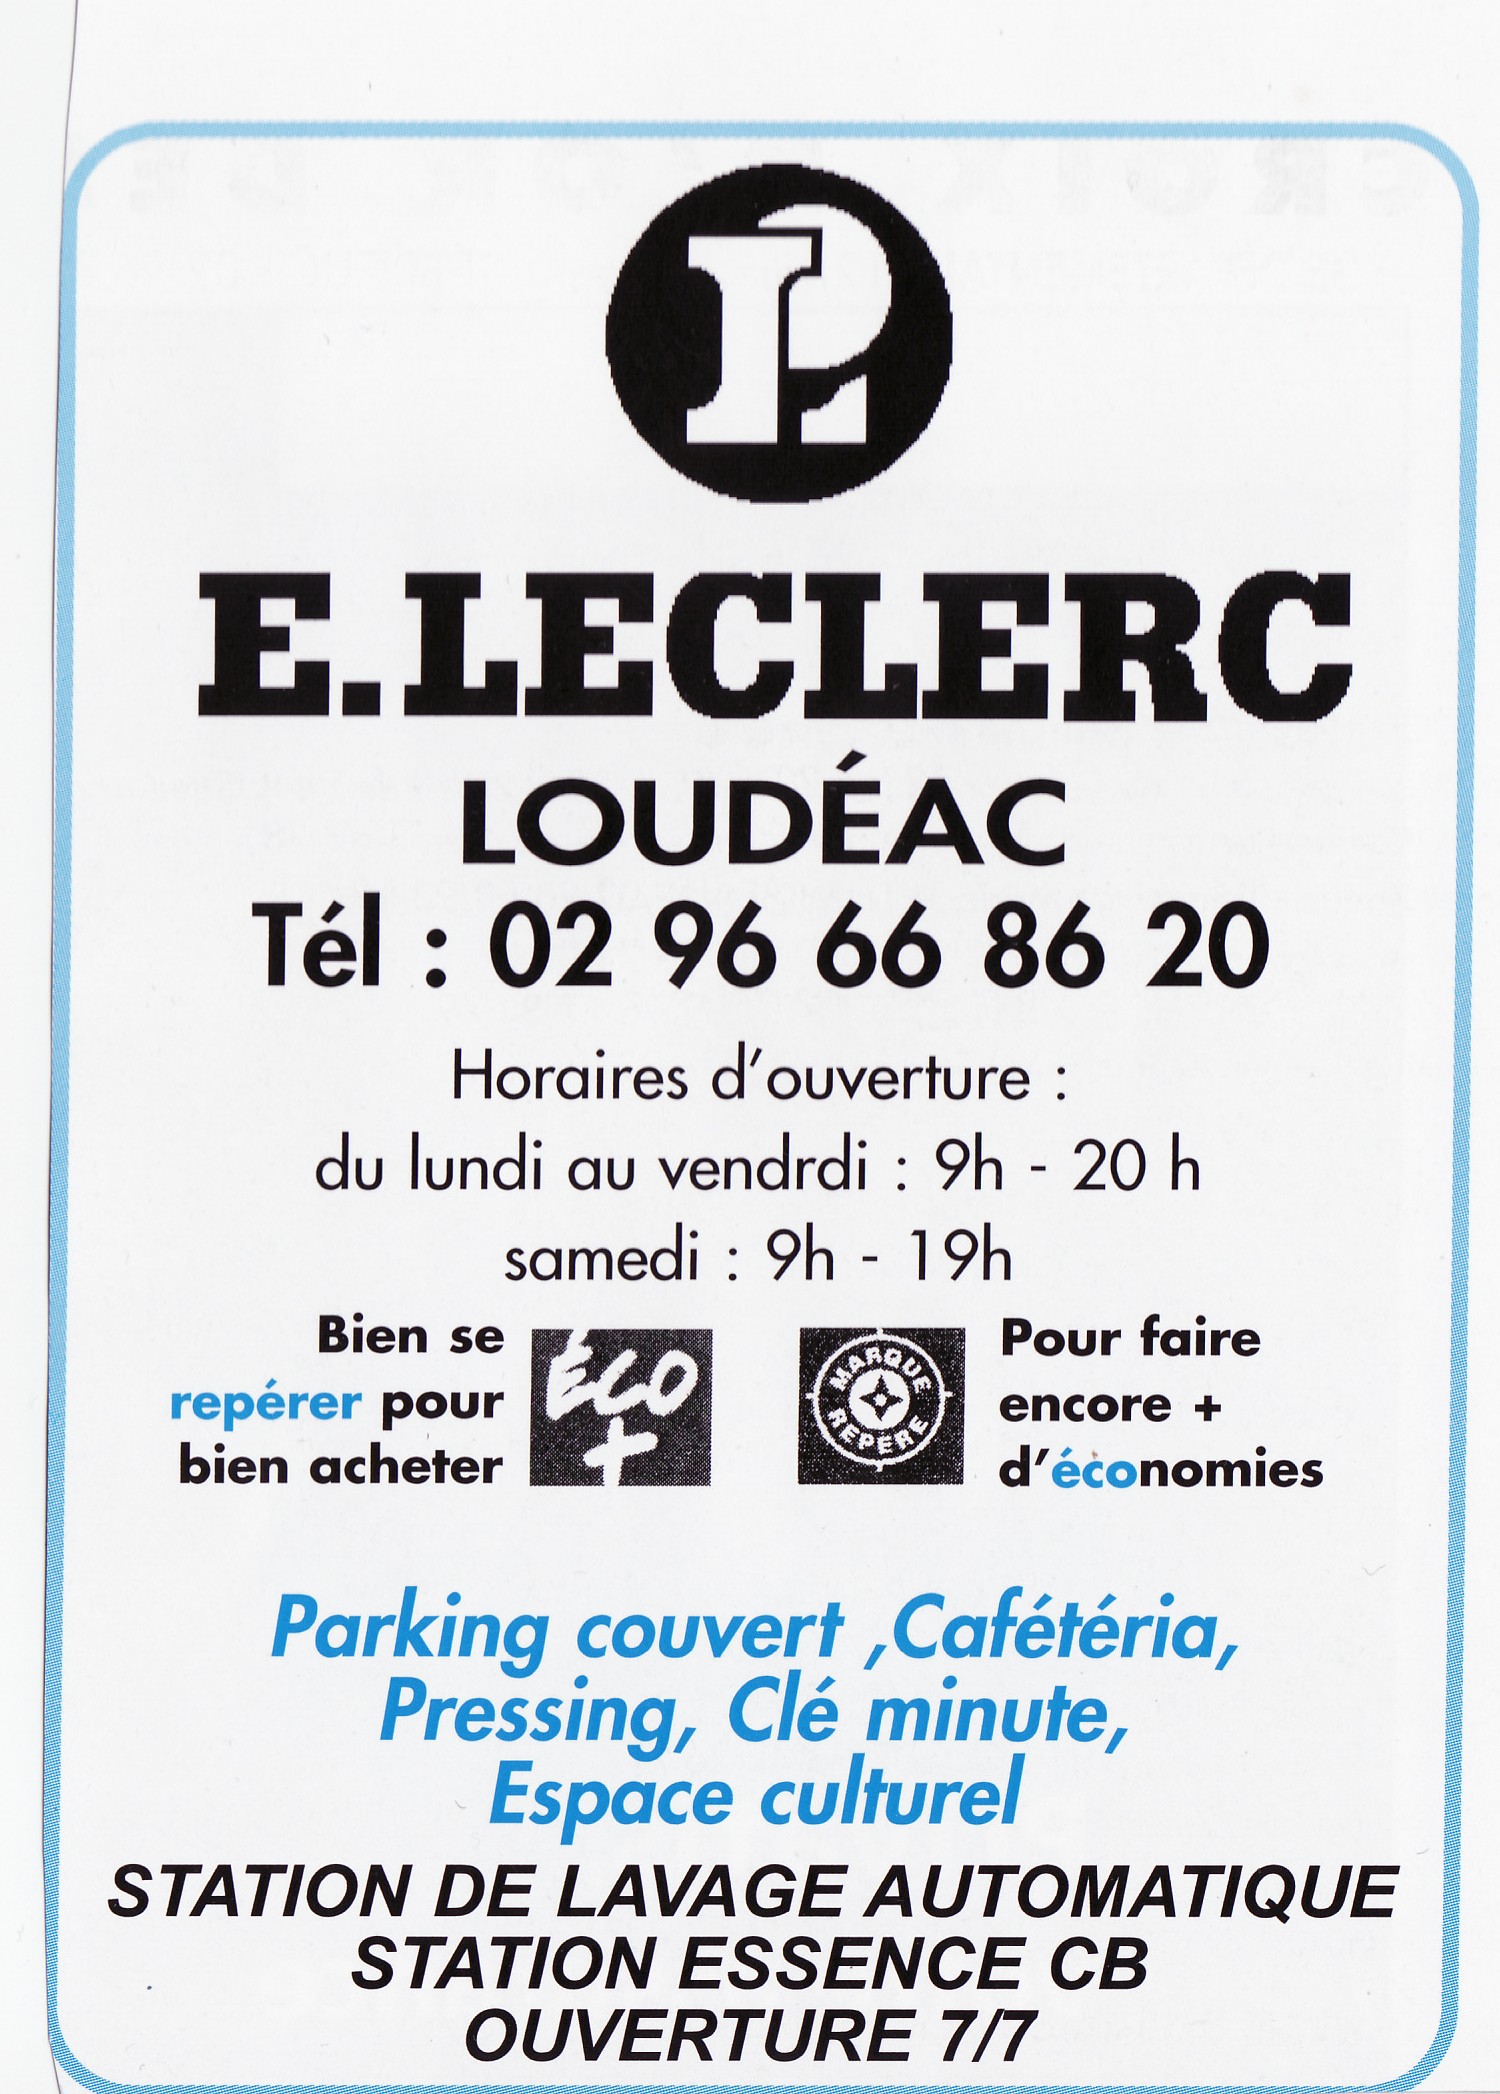 E.LECLERC
LOUDÉAC
Tél : 02 96 66 86 20
Horaires d'ouverture :
du lundi au vendrdi : 9h - 20 h
samedi : 9h - 19h
Bien se
repérer pour
bien acheter
ÉCO
+
MARQUE
REPÈRE
Pour faire
encore +
d'économies
Parking couvert ,Cafétéria,
Pressing, Clé minute,
Espace culturel
STATION DE LAVAGE AUTOMATIQUE
STATION ESSENCE CB
OUVERTURE 7/7